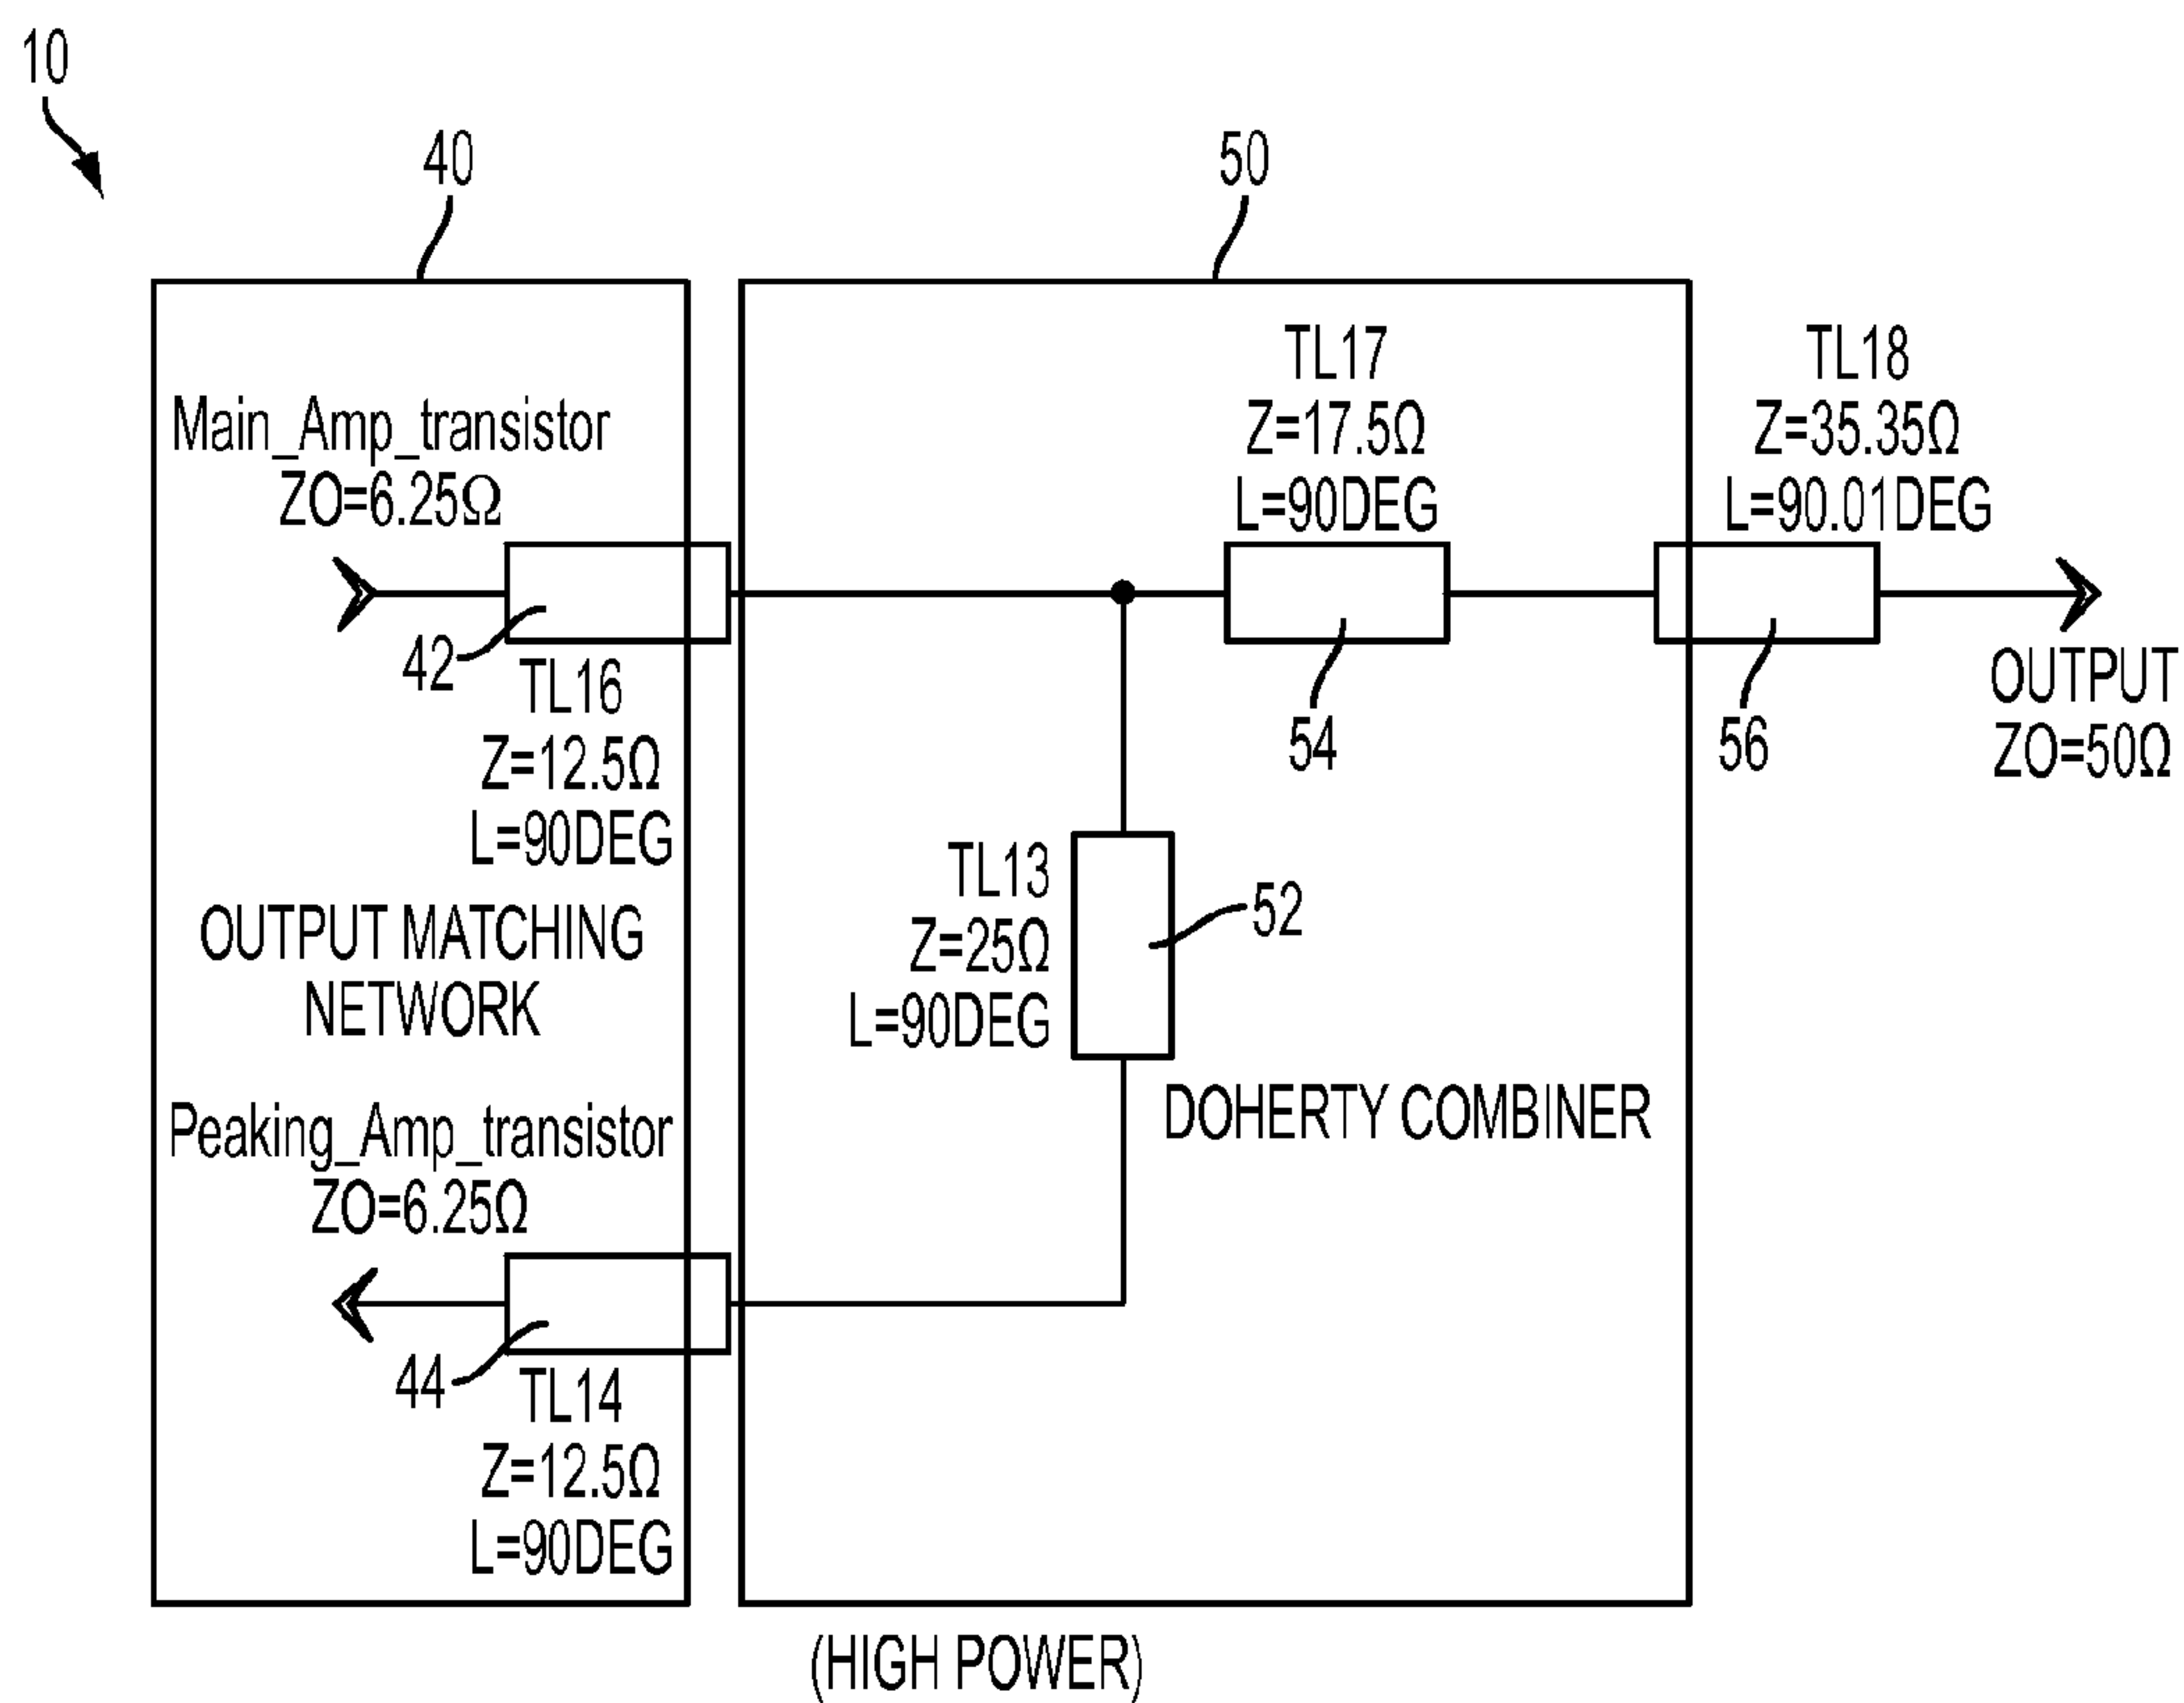 10
40
50
TL17
Z=17.5Ω
L=90DEG
TL18
Z=35.35Ω
L=90.01DEG
Main_Amp_transistor
ZO=6.25Ω
42
TL16
Z=12.5Ω
L=90DEG
54
56
OUTPUT
ZO=50Ω
TL13
Z=25Ω
L=90DEG
52
OUTPUT MATCHING
NETWORK
DOHERTY COMBINER
Peaking_Amp_transistor
ZO=6.25Ω
44
TL14
Z=12.5Ω
L=90DEG
(HIGH POWER)